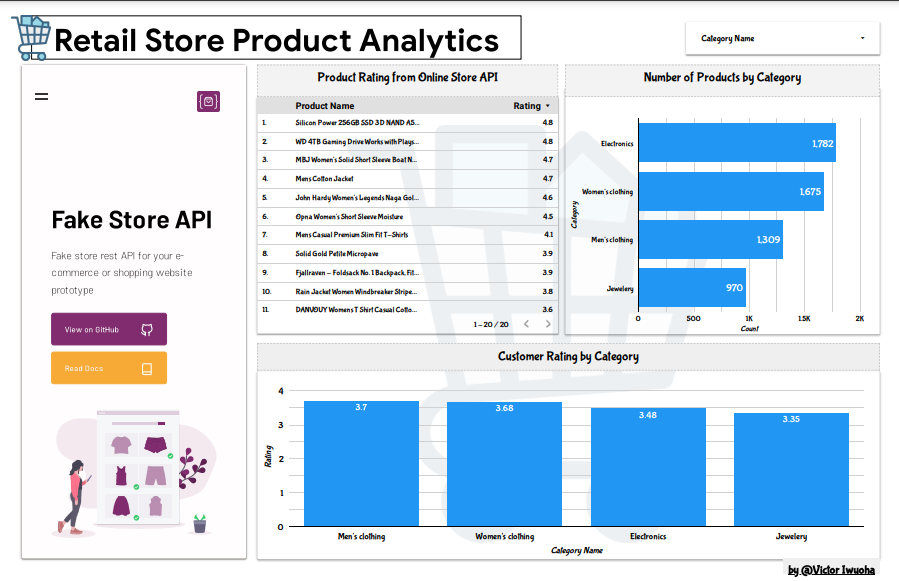 Retail Store Product Analytics
Category Name
Fake Store API
Fake store rest API for your e-
commerce or shopping website
prototype
View on GitHub
Read Docs
Product Rating from Online Store API
Product Name Rating
1. Silicon Power 256GB SSD 3D NAND A5... 4.8
2. WD 4TB Gaming Drive Works with Plays... 4.8
3. MBJ Women's Solid Short Sleeve Boat N... 4.7
4. Mens Cotton Jacket 4.7
5. John Hardy Women's Legends Naga Gol... 4.6
6. Opna Women's Short Sleeve Moisture 4.5
7. Mens Casual Premium Slim Fit T-Shirts 4.1
8. Solid Gold Petite Micropave 3.9
9. Fjallraven - Foldsack No. 1 Backpack, Fit... 3.9
10. Rain Jacket Women Windbreaker Stripe... 3.8
11. DANVOUY Womens T Shirt Casual Cotto... 3.6
1 - 20 / 20
Number of Products by Category
Category
Electronics 1,782
Women's clothing 1,675
Men's clothing 1,309
Jewelery 970
0 500 1K 1.5K 2K
Count
Customer Rating by Category
Rating
4
3
2
1
0
3.7 3.68 3.48 3.35
Men's clothing Women's clothing Electronics Jewelery
Category Name
by @Victor Iwuoha